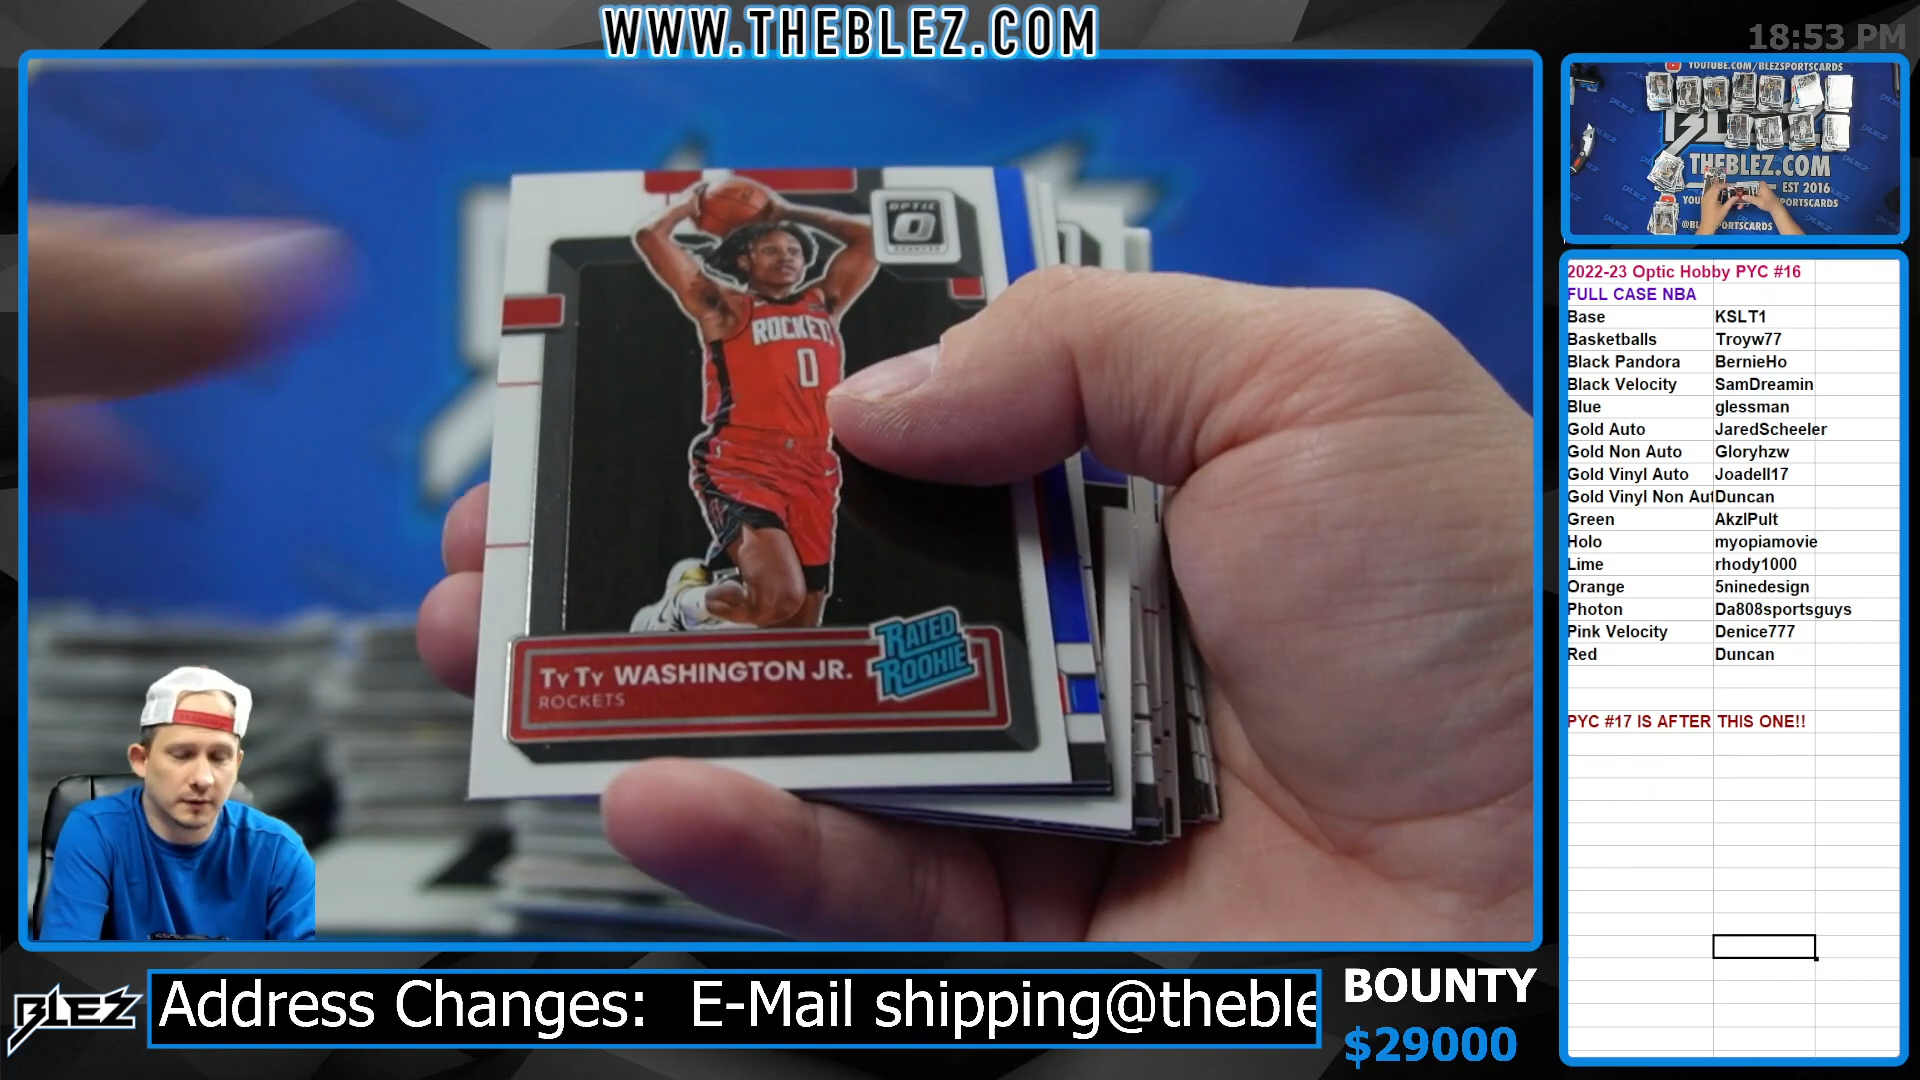 WWW.THEBLEZ.COM
18:53 PM
YOUTUBE.COM/BLEZSPORTSCARDS
THEBLEZ.COM
EST 2016
OPTIC
ROCKETS
0
RATED
ROOKIE
TyTy WASHINGTON JR.
ROCKETS
2022-23 Optic Hobby PYC #16
FULL CASE NBA
Base KSLT1
Basketballs Troyw77
Black Pandora BernieHo
Black Velocity SamDreamin
Blue glessman
Gold Auto JaredScheeler
Gold Non Auto Gloryhzw
Gold Vinyl Auto Joadell17
Gold Vinyl Non Aut Duncan
Green AkzlPult
Holo myopiamovie
Lime rhody1000
Orange 5ninedesign
Photon Da808sportsguys
Pink Velocity Denice777
Red Duncan
PYC #17 IS AFTER THIS ONE!!
BLEZ
Address Changes: E-Mail shipping@theble
BOUNTY
$29000